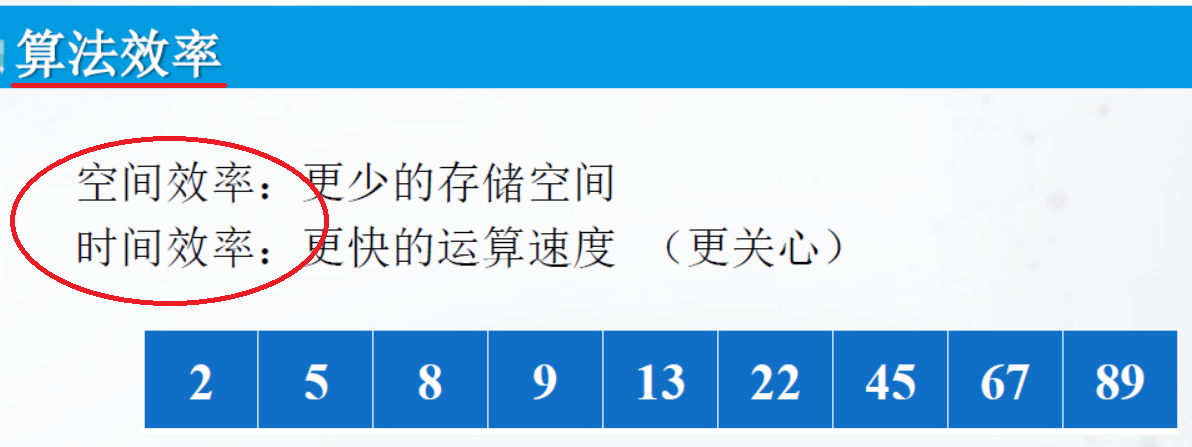 算法效率
空间效率：更少的存储空间
时间效率：更快的运算速度 （更关心）
2 5 8 9 13 22 45 67 89